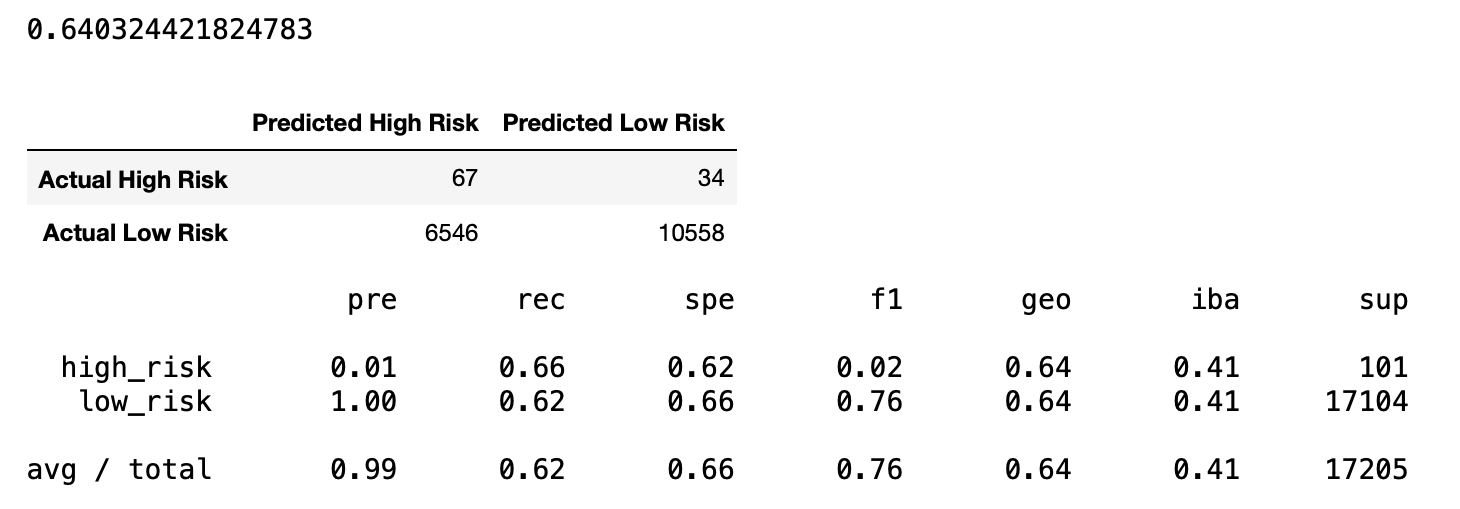 0.640324421824783
Predicted High Risk Predicted Low Risk
Actual High Risk 67 34
Actual Low Risk 6546 10558
pre rec spe f1 geo iba sup
high_risk 0.01 0.66 0.62 0.02 0.64 0.41 101
low_risk 1.00 0.62 0.66 0.76 0.64 0.41 17104
avg / total 0.99 0.62 0.66 0.76 0.64 0.41 17205